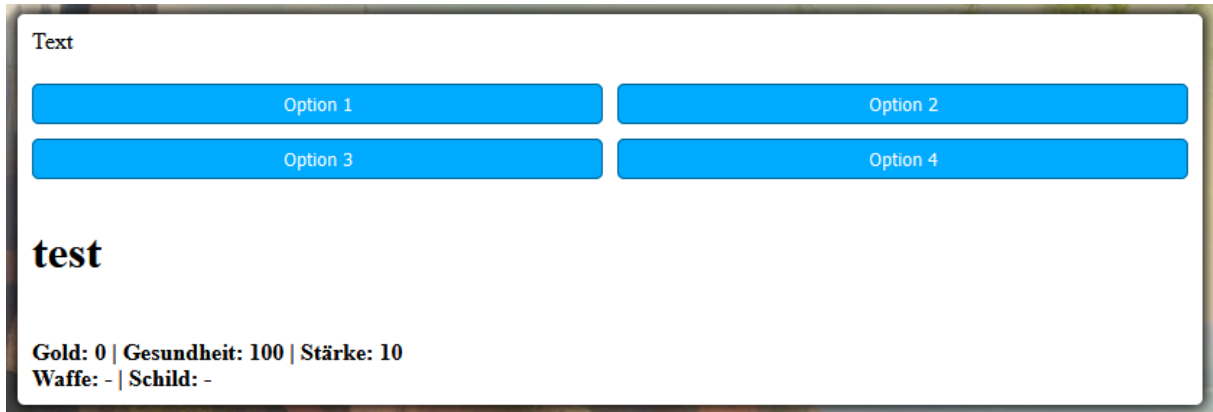 Text
Option 1 Option 2
Option 3 Option 4
test
Gold: 0 | Gesundheit: 100 | Stärke: 10
Waffe: - | Schild: -